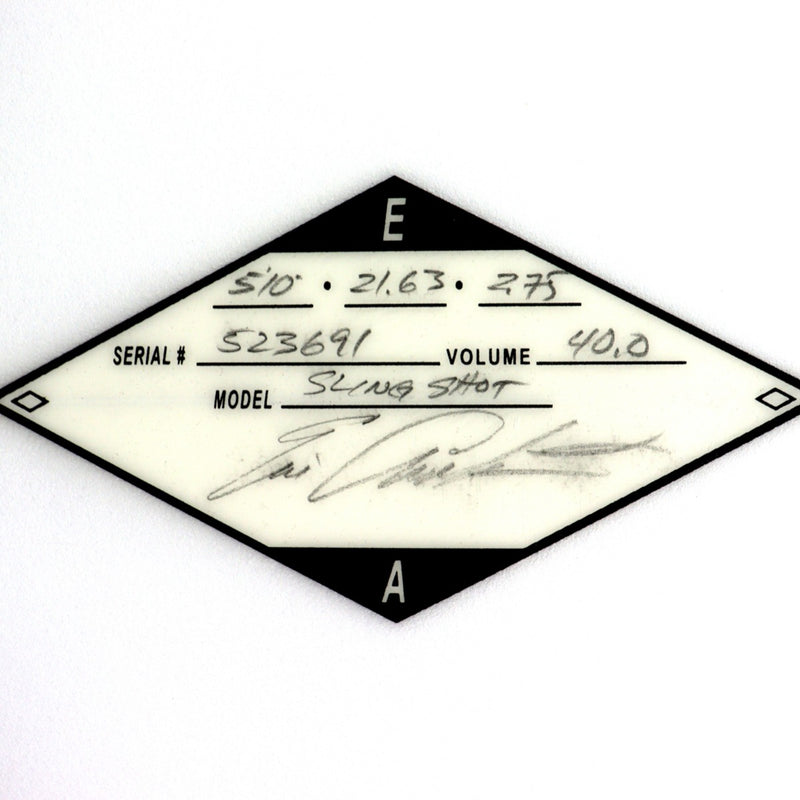 E
5'10" • 21.63 • 2.75
SERIAL # 523691 VOLUME 40.0
MODEL SLING SHOT
A